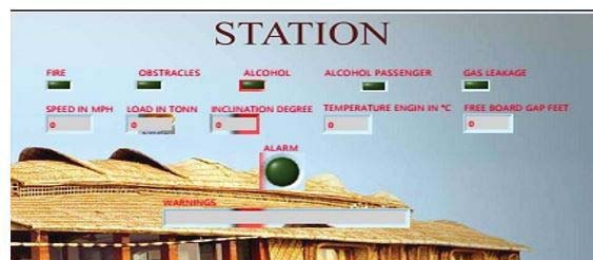 STATION
FIRE OBSTRACLES ALCOHOL ALCOHOL PASSENGER GAS LEAKAGE
SPEED IN MPH LOAD IN TONN INCLINATION DEGREE TEMPERATURE ENGIN IN °C FREE BOARD GAP FEET
0 0 0 0 0
ALARM
WARNINGS